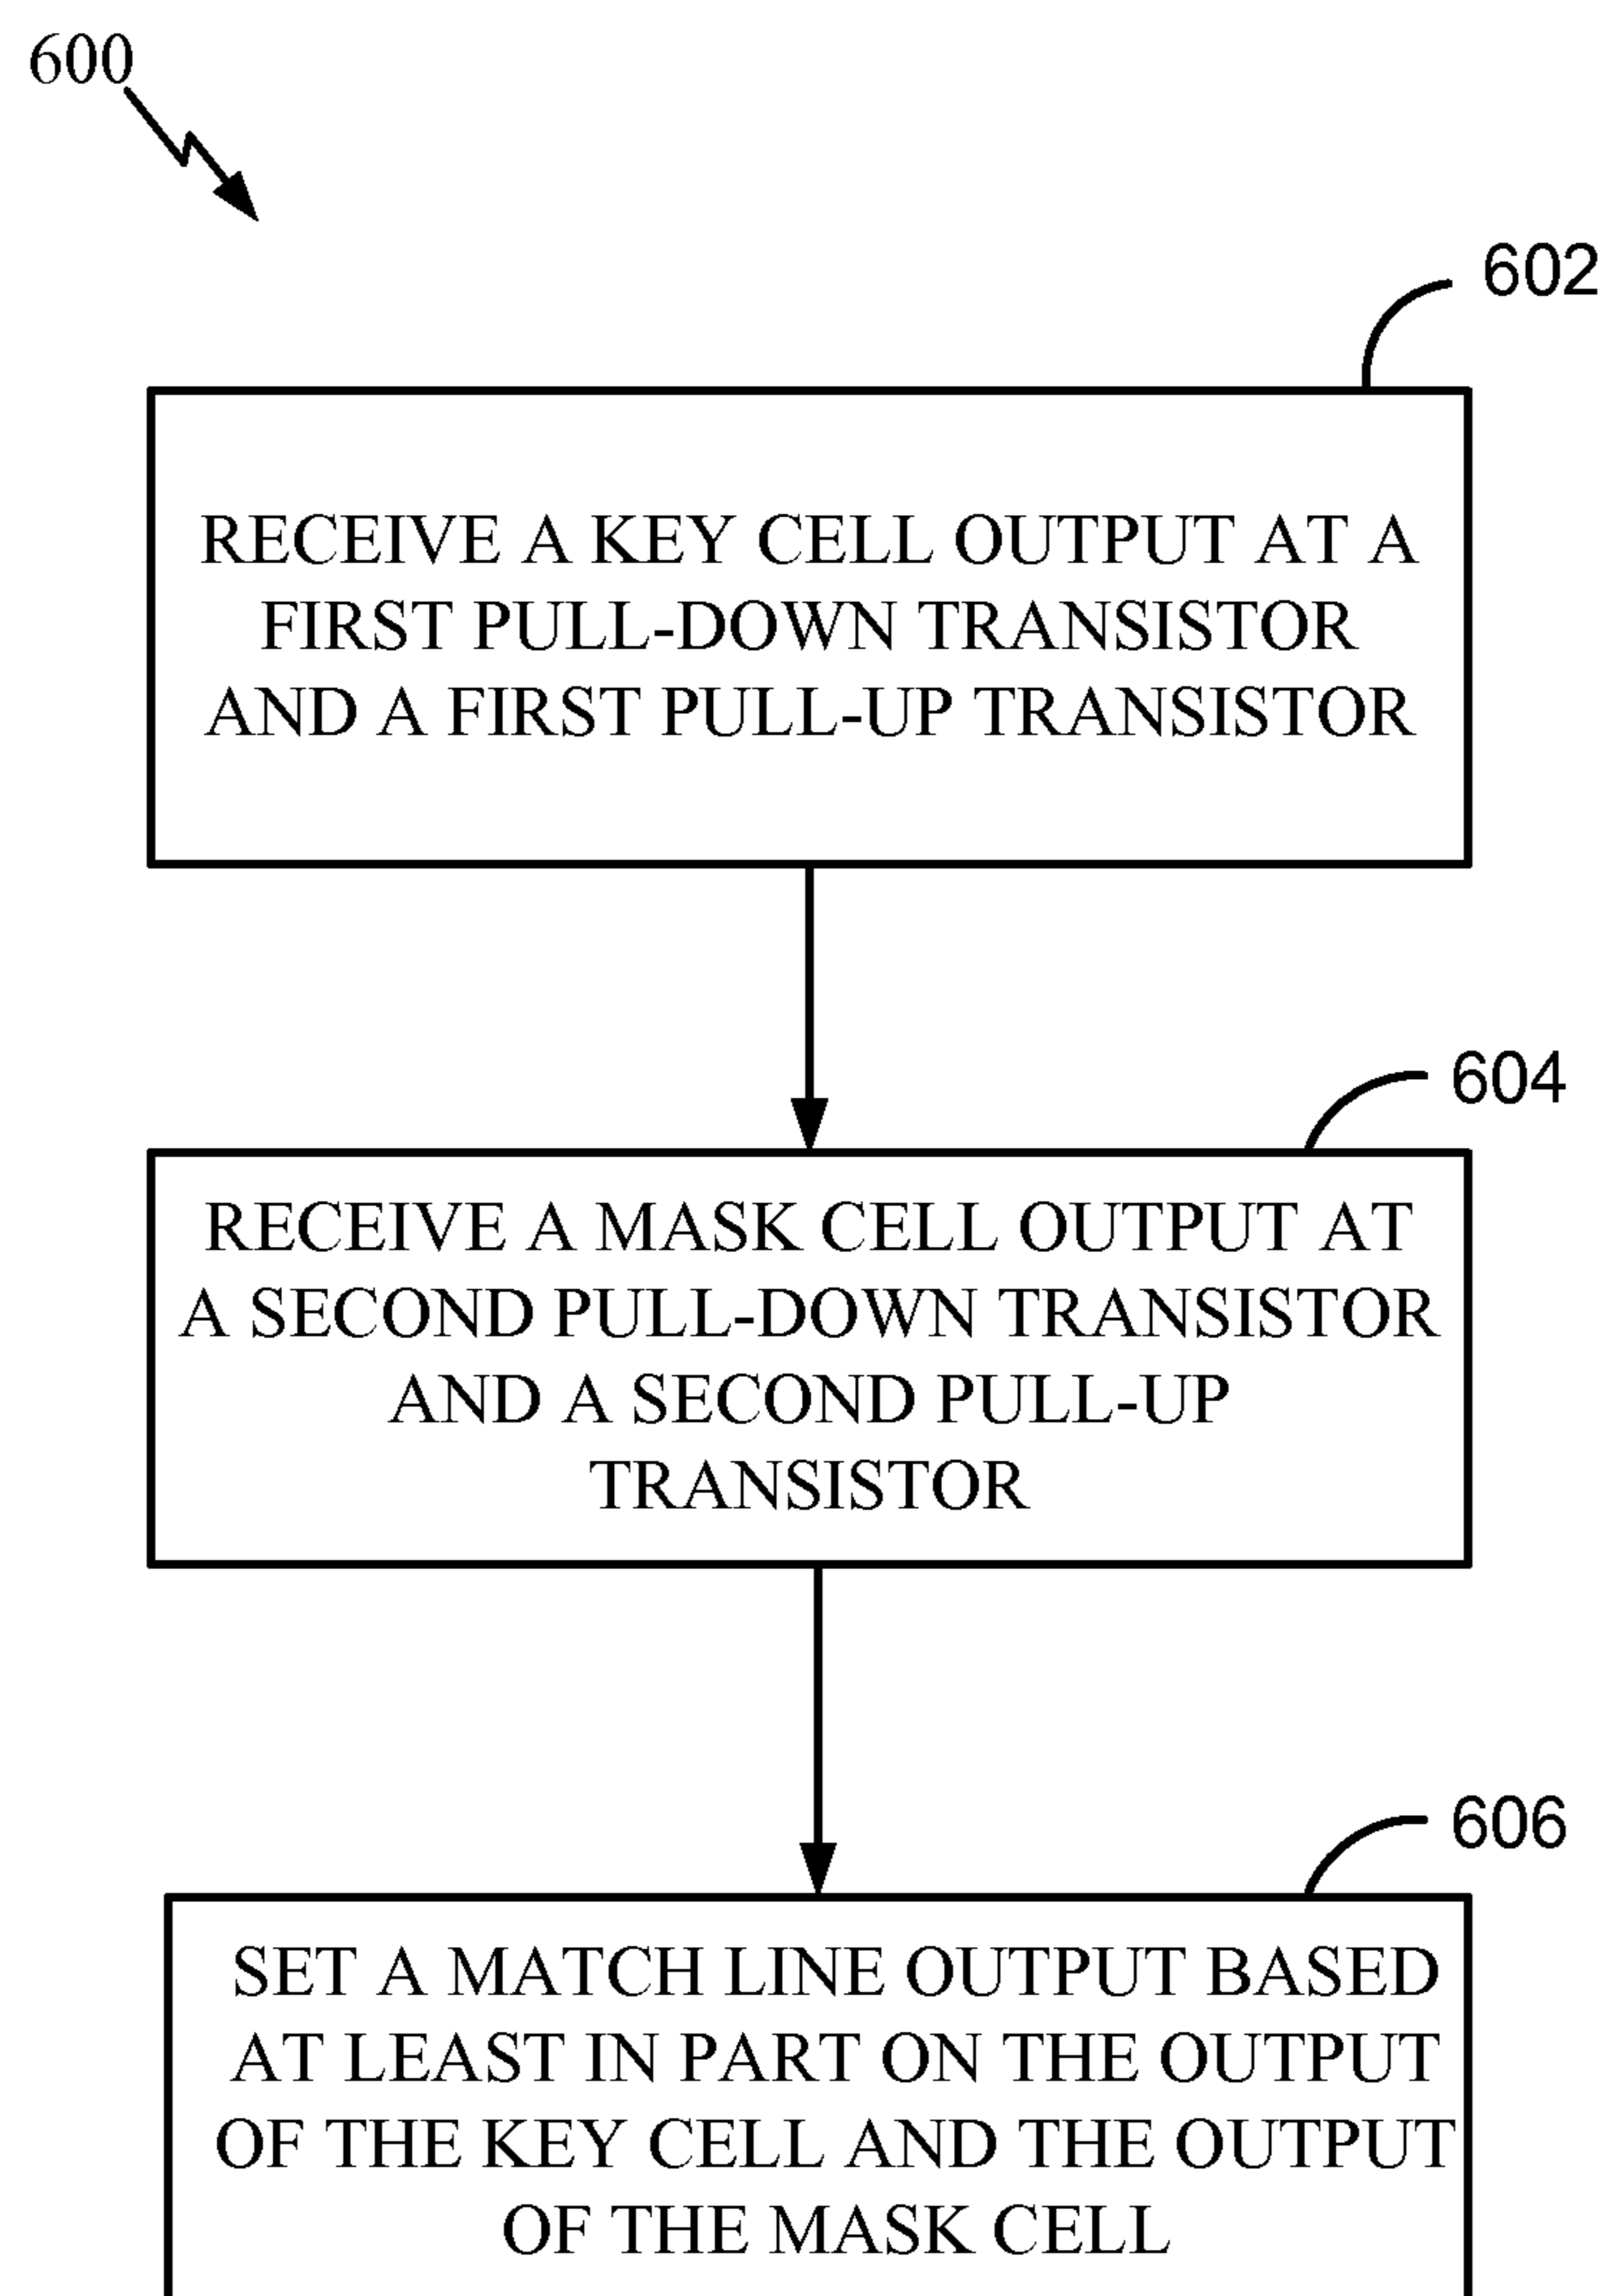 600
602
RECEIVE A KEY CELL OUTPUT AT A
FIRST PULL-DOWN TRANSISTOR
AND A FIRST PULL-UP TRANSISTOR
604
RECEIVE A MASK CELL OUTPUT AT
A SECOND PULL-DOWN TRANSISTOR
AND A SECOND PULL-UP
TRANSISTOR
606
SET A MATCH LINE OUTPUT BASED
AT LEAST IN PART ON THE OUTPUT
OF THE KEY CELL AND THE OUTPUT
OF THE MASK CELL